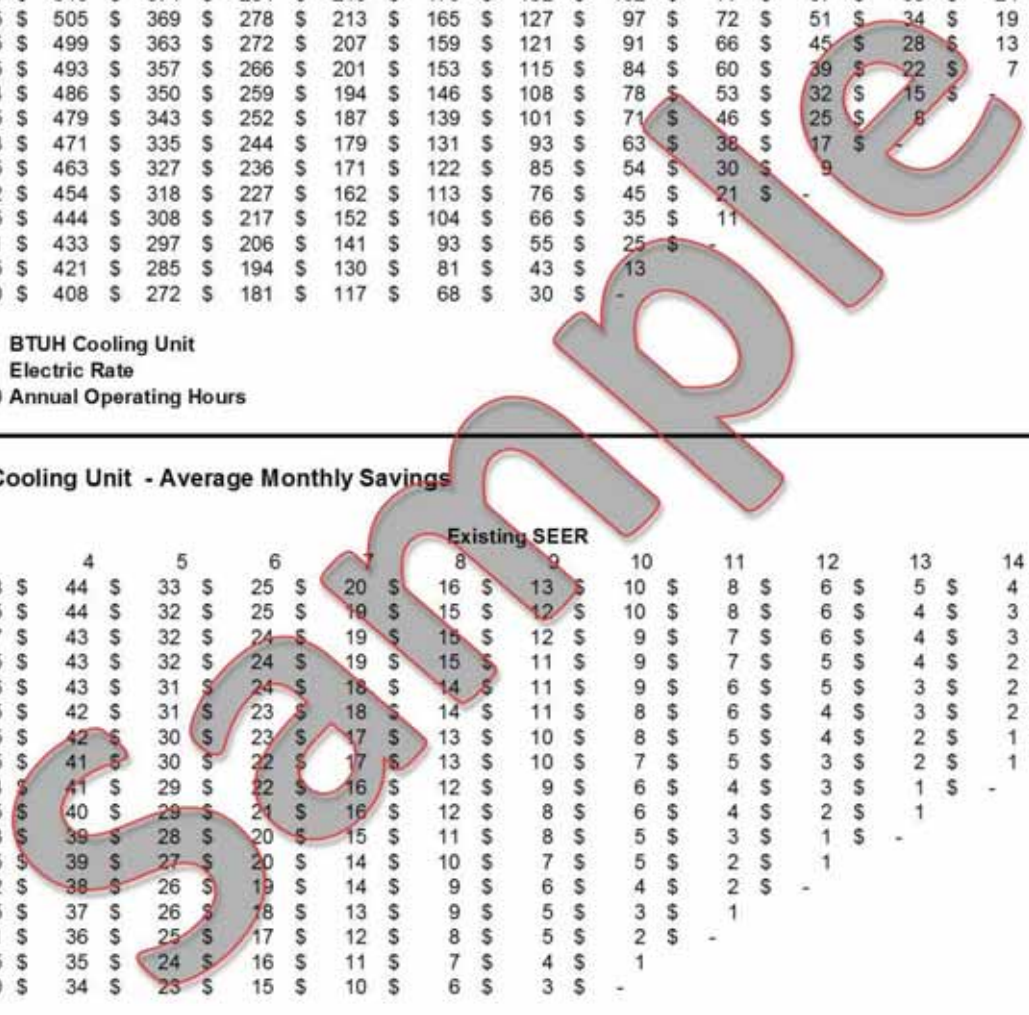 $ 505 $ 369 $ 278 $ 213 $ 165 $ 127 $ 97 $ 72 $ 51 $ 34 $ 19
$ 499 $ 363 $ 272 $ 207 $ 159 $ 121 $ 91 $ 66 $ 45 $ 28 $ 13
$ 493 $ 357 $ 266 $ 201 $ 153 $ 115 $ 84 $ 60 $ 39 $ 22 $ 7
$ 486 $ 350 $ 259 $ 194 $ 146 $ 108 $ 78 $ 53 $ 32 $ 15 $ -
$ 479 $ 343 $ 252 $ 187 $ 139 $ 101 $ 71 $ 46 $ 25 $ 8
$ 471 $ 335 $ 244 $ 179 $ 131 $ 93 $ 63 $ 38 $ 17 $ -
$ 463 $ 327 $ 236 $ 171 $ 122 $ 85 $ 54 $ 30 $ 9
$ 454 $ 318 $ 227 $ 162 $ 113 $ 76 $ 45 $ 21 $ -
$ 444 $ 308 $ 217 $ 152 $ 104 $ 66 $ 35 $ 11
$ 433 $ 297 $ 206 $ 141 $ 93 $ 55 $ 25 $ -
$ 421 $ 285 $ 194 $ 130 $ 81 $ 43 $ 13
$ 408 $ 272 $ 181 $ 117 $ 68 $ 30 $ -
BTUH Cooling Unit
Electric Rate
Annual Operating Hours
Cooling Unit - Average Monthly Savings
Existing SEER
4 5 6 7 8 9 10 11 12 13 14
$ 44 $ 33 $ 25 $ 20 $ 16 $ 13 $ 10 $ 8 $ 6 $ 5 $ 4
$ 44 $ 32 $ 25 $ 19 $ 15 $ 12 $ 10 $ 8 $ 6 $ 4 $ 3
$ 43 $ 32 $ 24 $ 19 $ 15 $ 12 $ 9 $ 7 $ 6 $ 4 $ 3
$ 43 $ 32 $ 24 $ 19 $ 15 $ 11 $ 9 $ 7 $ 5 $ 4 $ 2
$ 43 $ 31 $ 24 $ 18 $ 14 $ 11 $ 9 $ 6 $ 5 $ 3 $ 2
$ 42 $ 31 $ 23 $ 18 $ 14 $ 11 $ 8 $ 6 $ 4 $ 3 $ 2
$ 42 $ 30 $ 23 $ 17 $ 13 $ 10 $ 8 $ 5 $ 4 $ 2 $ 1
$ 41 $ 30 $ 22 $ 17 $ 13 $ 10 $ 7 $ 5 $ 3 $ 2 $ 1
$ 41 $ 29 $ 22 $ 16 $ 12 $ 9 $ 6 $ 4 $ 3 $ 1 $ -
$ 40 $ 29 $ 21 $ 16 $ 12 $ 8 $ 6 $ 4 $ 2 $ 1
$ 39 $ 28 $ 20 $ 15 $ 11 $ 8 $ 5 $ 3 $ 1 $ -
$ 39 $ 27 $ 20 $ 14 $ 10 $ 7 $ 5 $ 2 $ 1
$ 38 $ 26 $ 19 $ 14 $ 9 $ 6 $ 4 $ 2 $ -
$ 37 $ 26 $ 18 $ 13 $ 9 $ 5 $ 3 $ 1
$ 36 $ 25 $ 17 $ 12 $ 8 $ 5 $ 2 $ -
$ 35 $ 24 $ 16 $ 11 $ 7 $ 4 $ 1
$ 34 $ 23 $ 15 $ 10 $ 6 $ 3 $ -
Sample